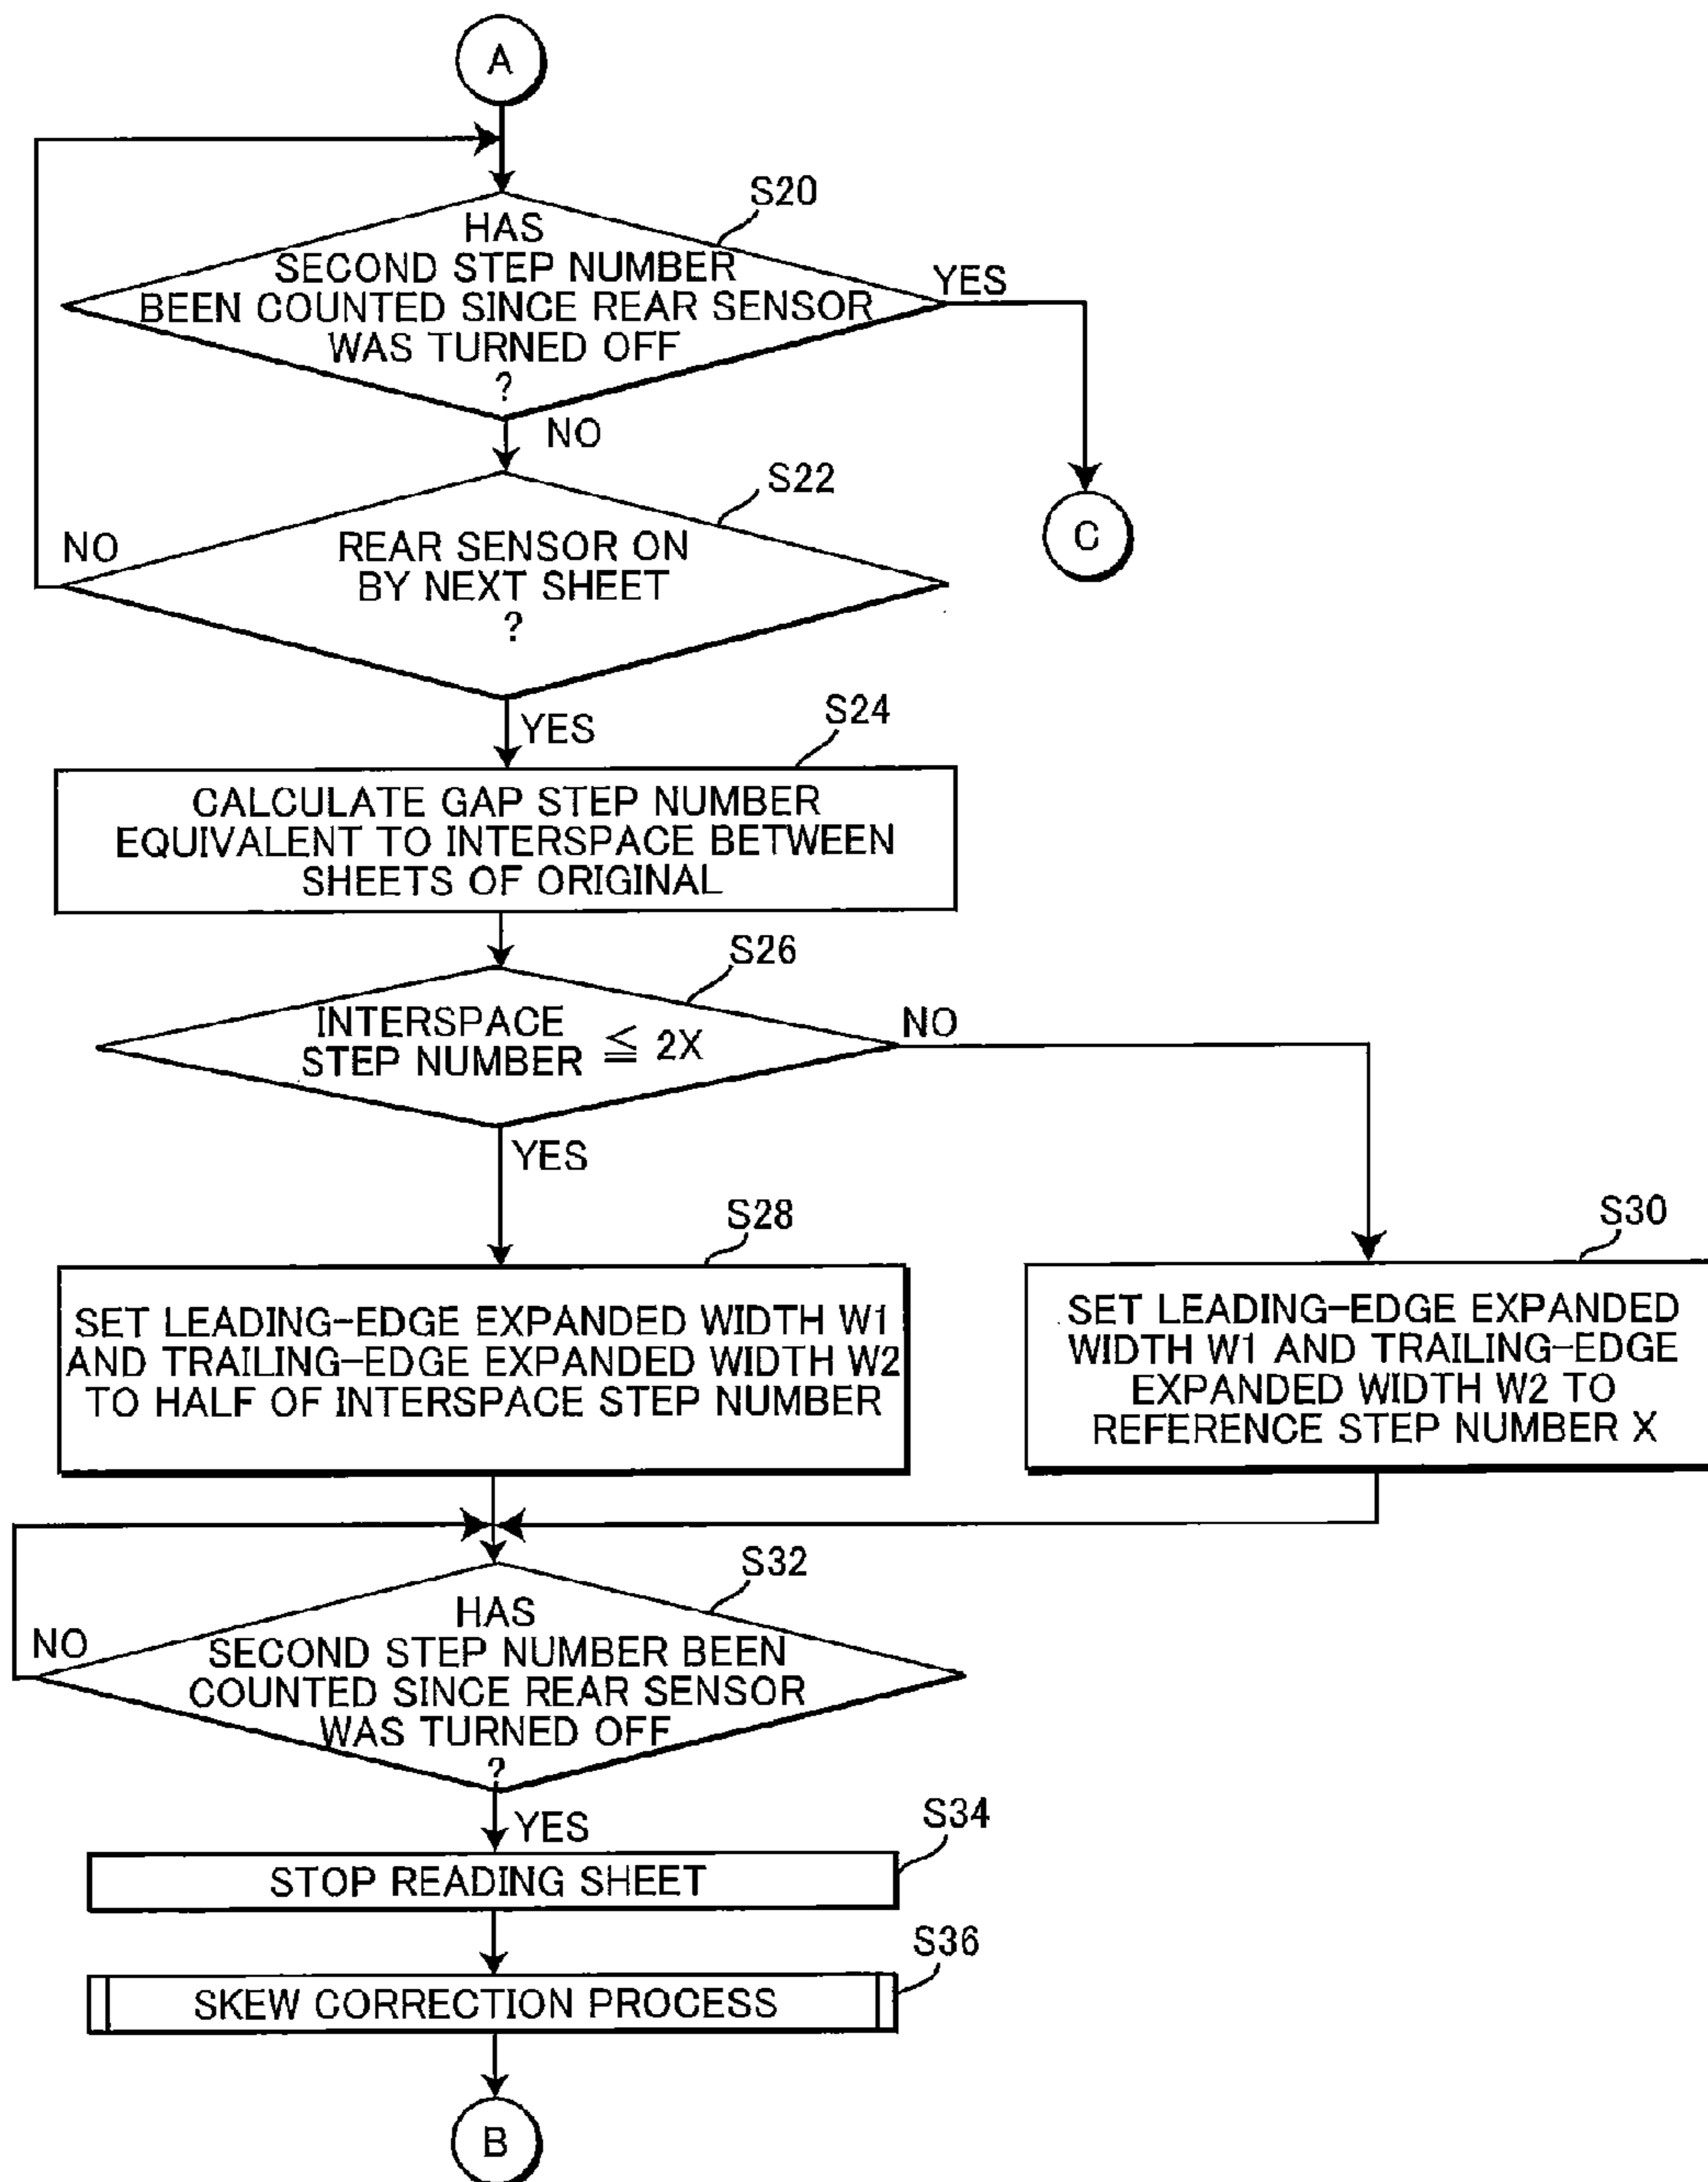 A
S20
HAS
SECOND STEP NUMBER
BEEN COUNTED SINCE REAR SENSOR
WAS TURNED OFF
?
YES
NO
C
S22
NO
REAR SENSOR ON
BY NEXT SHEET
?
YES
S24
CALCULATE GAP STEP NUMBER
EQUIVALENT TO INTERSPACE BETWEEN
SHEETS OF ORIGINAL
S26
INTERSPACE
STEP NUMBER ≦ 2X
NO
YES
S28
SET LEADING-EDGE EXPANDED WIDTH W1
AND TRAILING-EDGE EXPANDED WIDTH W2
TO HALF OF INTERSPACE STEP NUMBER
S30
SET LEADING-EDGE EXPANDED
WIDTH W1 AND TRAILING-EDGE
EXPANDED WIDTH W2 TO
REFERENCE STEP NUMBER X
S32
NO
HAS
SECOND STEP NUMBER BEEN
COUNTED SINCE REAR SENSOR
WAS TURNED OFF
?
YES
S34
STOP READING SHEET
S36
SKEW CORRECTION PROCESS
B